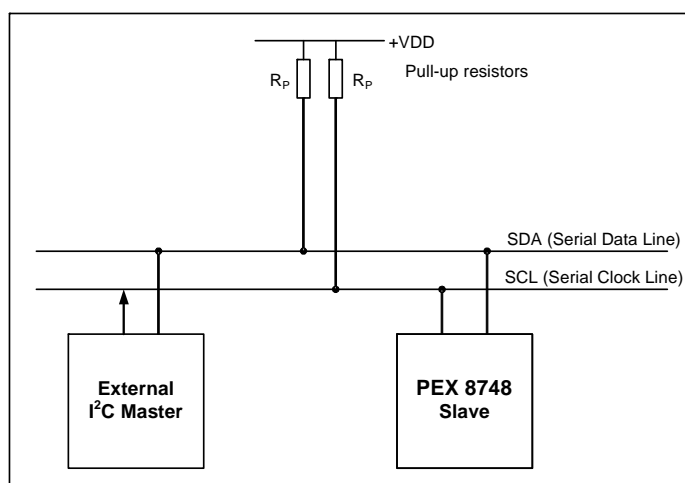 +VDD
R_P R_P Pull-up resistors
SDA (Serial Data Line)
SCL (Serial Clock Line)
External
I²C Master
PEX 8748
Slave